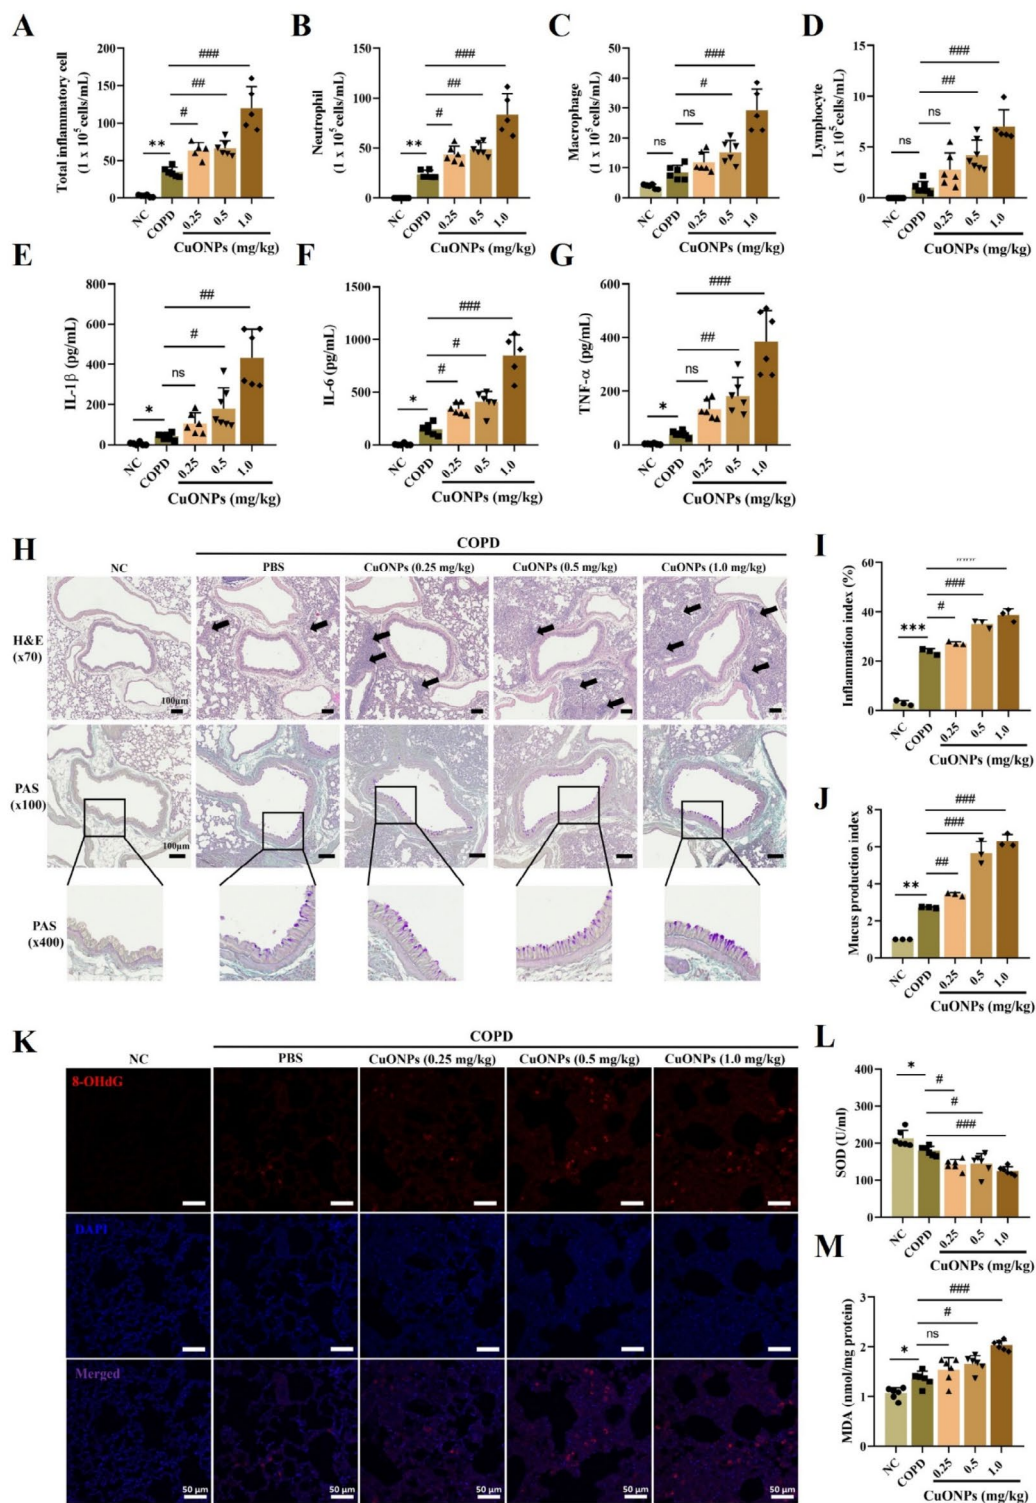 A
Total inflammatory cell
(1 x 10⁵ cells/mL)
200
150
100
50
0
**
#
##
###
NC
COPD
0.25
0.5
1.0
CuONPs (mg/kg)
B
Neutrophil
(1 x 10⁵ cells/mL)
150
100
50
0
**
#
##
###
NC
COPD
0.25
0.5
1.0
CuONPs (mg/kg)
C
Macrophage
(1 x 10⁵ cells/mL)
50
40
30
20
10
0
ns
ns
#
###
NC
COPD
0.25
0.5
1.0
CuONPs (mg/kg)
D
Lymphocyte
(1 x 10⁵ cells/mL)
15
10
5
0
ns
ns
##
###
NC
COPD
0.25
0.5
1.0
CuONPs (mg/kg)
E
IL-1β (pg/mL)
800
600
400
200
0
*
ns
#
##
NC
COPD
0.25
0.5
1.0
CuONPs (mg/kg)
F
IL-6 (pg/mL)
1500
1000
500
0
*
#
#
###
NC
COPD
0.25
0.5
1.0
CuONPs (mg/kg)
G
TNF-α (pg/mL)
600
400
200
0
*
ns
##
###
NC
COPD
0.25
0.5
1.0
CuONPs (mg/kg)
H
COPD
NC
PBS
CuONPs (0.25 mg/kg)
CuONPs (0.5 mg/kg)
CuONPs (1.0 mg/kg)
H&E
(x70)
100μm
PAS
(x100)
100μm
PAS
(x400)
I
Inflammation index (%)
60
40
20
0
***
#
###
NC
COPD
0.25
0.5
1.0
CuONPs (mg/kg)
J
Mucus production index
8
6
4
2
0
**
##
###
###
NC
COPD
0.25
0.5
1.0
CuONPs (mg/kg)
K
COPD
NC
PBS
CuONPs (0.25 mg/kg)
CuONPs (0.5 mg/kg)
CuONPs (1.0 mg/kg)
8-OHdG
DAPI
Merged
50 μm
50 μm
50 μm
50 μm
50 μm
L
SOD (U/ml)
400
300
200
100
0
*
#
#
###
NC
COPD
0.25
0.5
1.0
CuONPs (mg/kg)
M
MDA (nmol/mg protein)
3
2
1
0
*
ns
#
###
NC
COPD
0.25
0.5
1.0
CuONPs (mg/kg)